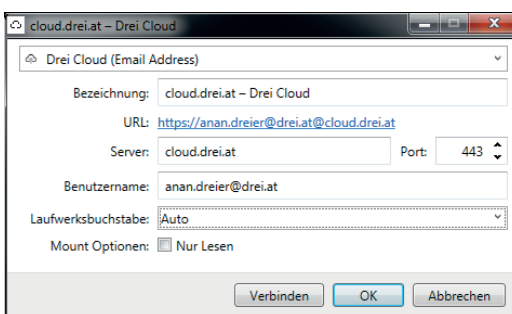 cloud.drei.at – Drei Cloud
Drei Cloud (Email Address)
Bezeichnung: cloud.drei.at – Drei Cloud
URL: https://anan.dreier@drei.at@cloud.drei.at
Server: cloud.drei.at Port: 443
Benutzername: anan.dreier@drei.at
Laufwerksbuchstabe: Auto
Mount Optionen: Nur Lesen
Verbinden OK Abbrechen